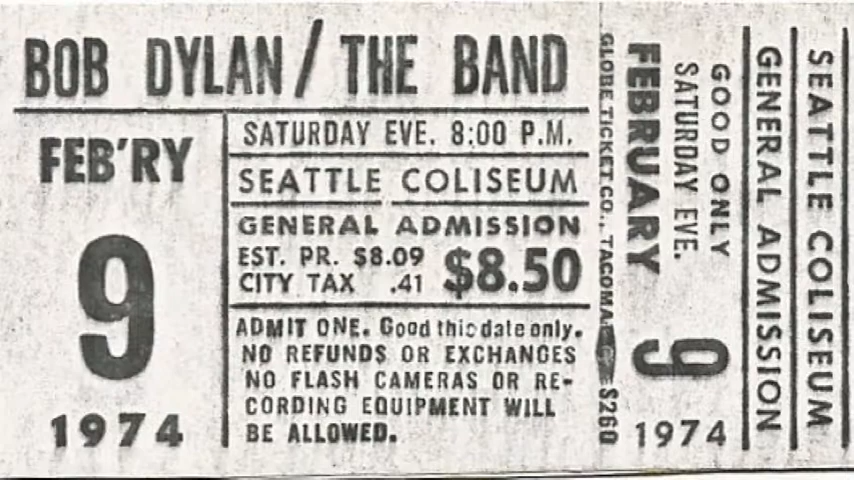 BOB DYLAN/THE BAND
FEB'RY
9
1974
SATURDAY EVE. 8:00 P.M.
SEATTLE COLISEUM
GENERAL ADMISSION
EST. PR. $8.09
CITY TAX .41
$8.50
ADMIT ONE. Good this date only.
NO REFUNDS OR EXCHANGES
NO FLASH CAMERAS OR RE-
CORDING EQUIPMENT WILL
BE ALLOWED.
GLOBE TICKET CO., TACOMA S260
FEBRUARY
9
1974
SATURDAY EVE.
GOOD ONLY
GENERAL ADMISSION
SEATTLE COLISEUM